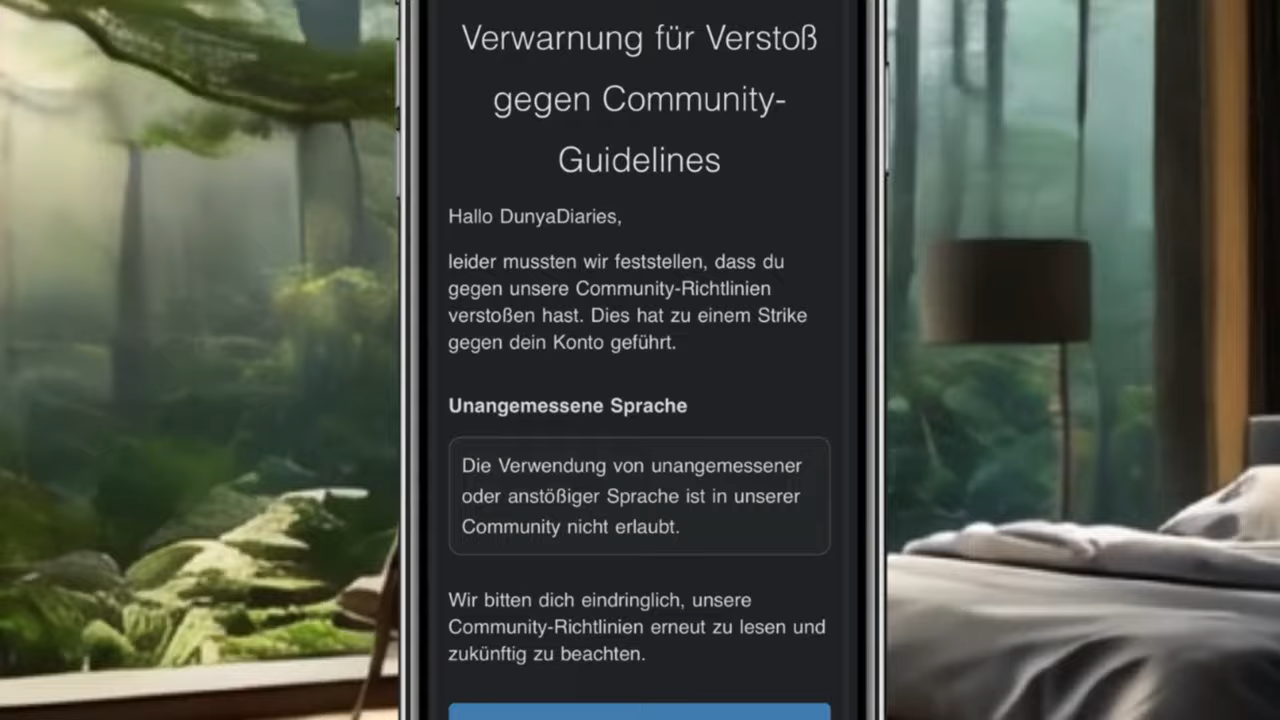 Verwarnung für Verstoß
gegen Community-
Guidelines
Hallo DunyaDiaries,
leider mussten wir feststellen, dass du
gegen unsere Community-Richtlinien
verstoßen hast. Dies hat zu einem Strike
gegen dein Konto geführt.
Unangemessene Sprache
Die Verwendung von unangemessener
oder anstößiger Sprache ist in unserer
Community nicht erlaubt.
Wir bitten dich eindringlich, unsere
Community-Richtlinien erneut zu lesen und
zukünftig zu beachten.